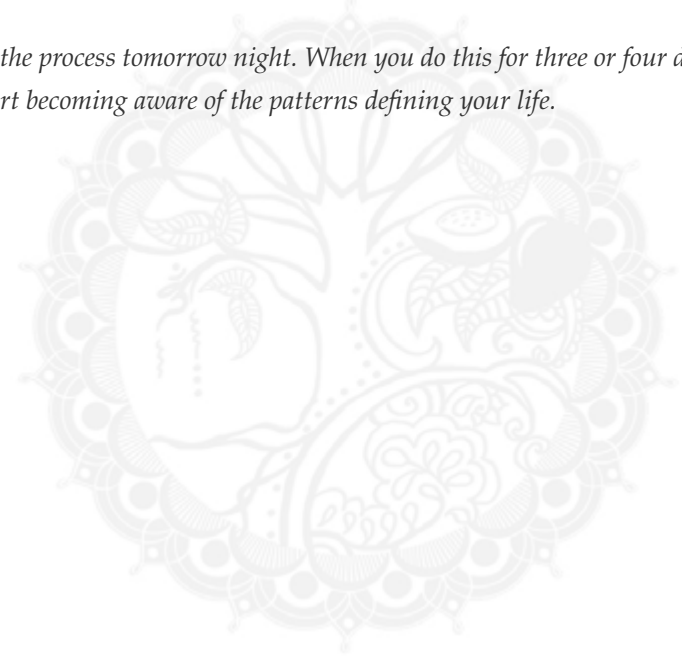 the process tomorrow night. When you do this for three or four
rt becoming aware of the patterns defining your life.